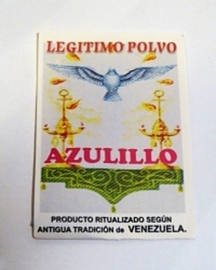 LEGITIMO POLVO
AZULILLO
PRODUCTO RITUALIZADO SEGÚN
ANTIGUA TRADICIÓN de VENEZUELA.